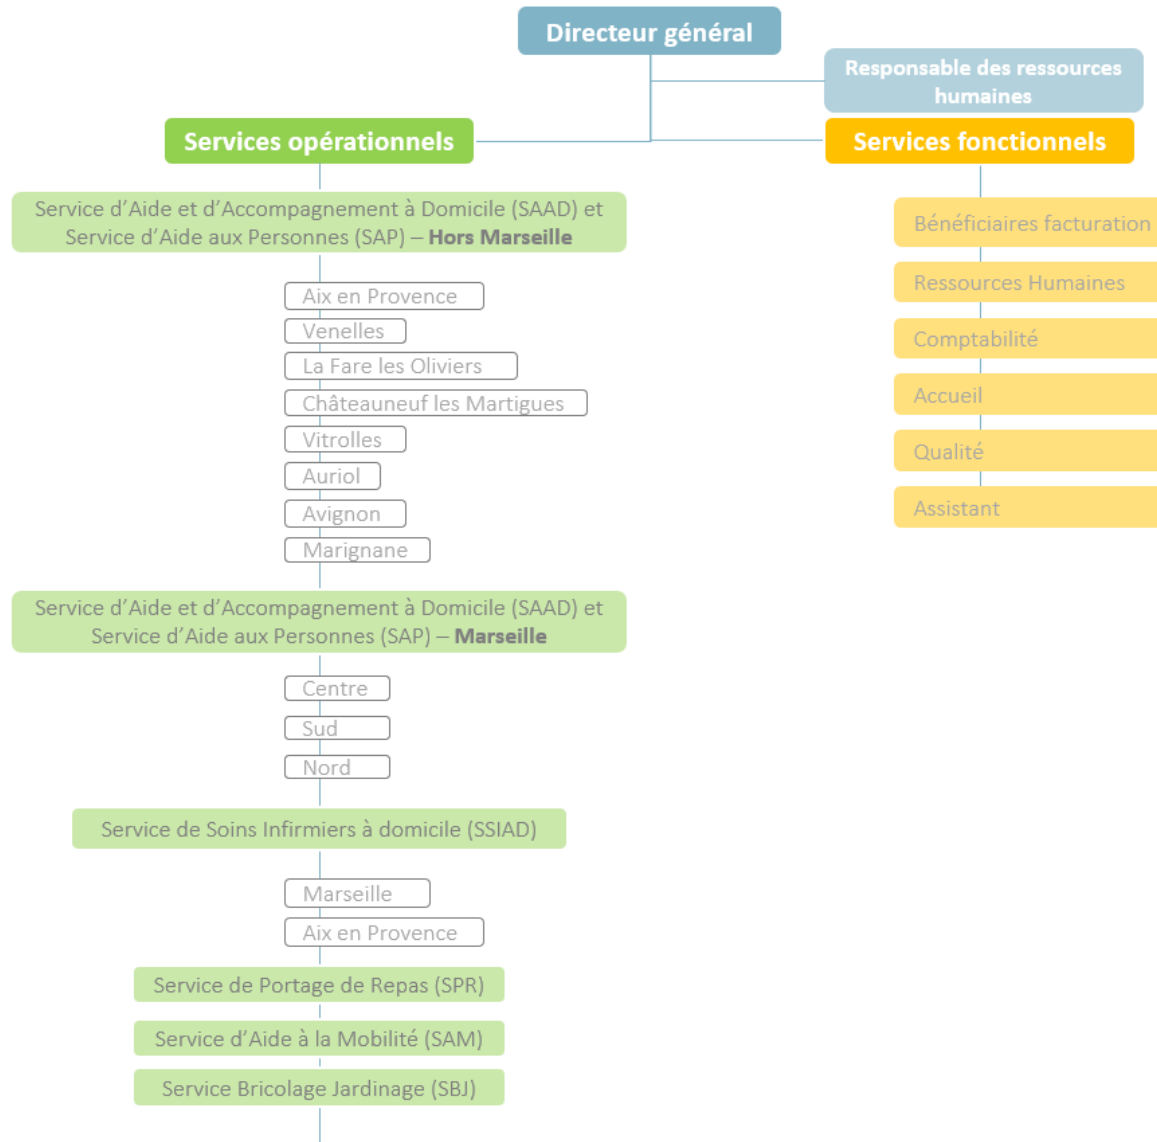 Directeur général
Responsable des ressources
humaines
Services opérationnels
Services fonctionnels
Service d’Aide et d’Accompagnement à Domicile (SAAD) et
Service d’Aide aux Personnes (SAP) – Hors Marseille
Aix en Provence
Venelles
La Fare les Oliviers
Châteauneuf les Martigues
Vitrolles
Auriol
Avignon
Marignane
Service d’Aide et d’Accompagnement à Domicile (SAAD) et
Service d’Aide aux Personnes (SAP) – Marseille
Centre
Sud
Nord
Service de Soins Infirmiers à domicile (SSIAD)
Marseille
Aix en Provence
Service de Portage de Repas (SPR)
Service d’Aide à la Mobilité (SAM)
Service Bricolage Jardinage (SBJ)
Bénéficiaires facturation
Ressources Humaines
Comptabilité
Accueil
Qualité
Assistant